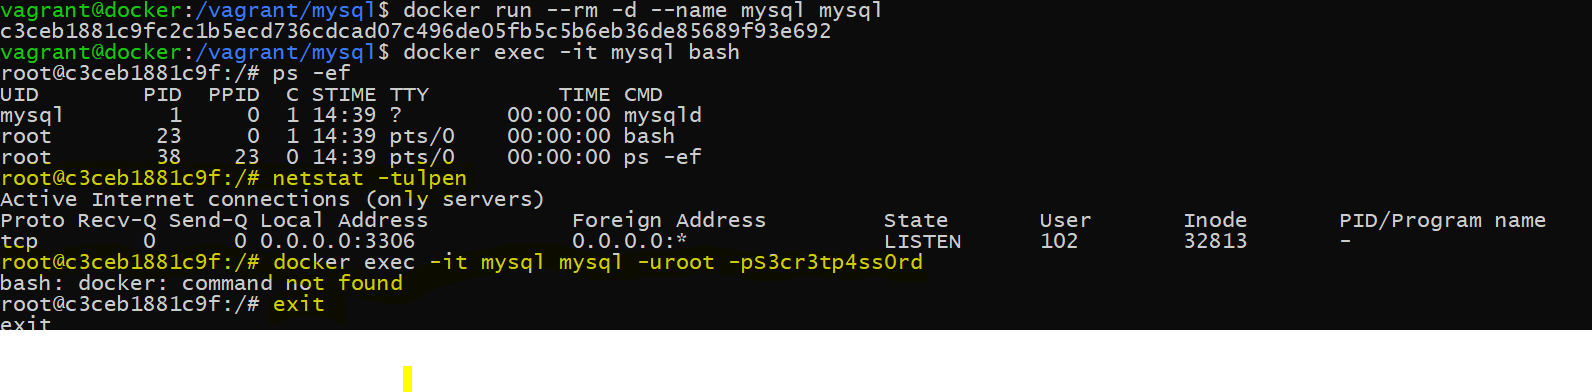 vagrant@docker:/vagrant/mysql$ docker run --rm -d --name mysql mysql
c3ceb1881c9fc2c1b5ecd736cdcad07c496de05fb5c5b6eb36de85689f93e692
vagrant@docker:/vagrant/mysql$ docker exec -it mysql bash
root@c3ceb1881c9f:/# ps -ef
UID        PID  PPID  C STIME TTY          TIME CMD
mysql        1     0  1 14:39 ?        00:00:00 mysqld
root        23     0  1 14:39 pts/0    00:00:00 bash
root        38    23  0 14:39 pts/0    00:00:00 ps -ef
root@c3ceb1881c9f:/# netstat -tulpen
Active Internet connections (only servers)
Proto Recv-Q Send-Q Local Address           Foreign Address         State       User       Inode       PID/Program name
tcp        0      0 0.0.0.0:3306            0.0.0.0:*               LISTEN      102        32813       -
root@c3ceb1881c9f:/# docker exec -it mysql mysql -uroot -pS3cr3tp4ss0rd
bash: docker: command not found
root@c3ceb1881c9f:/# exit
exit